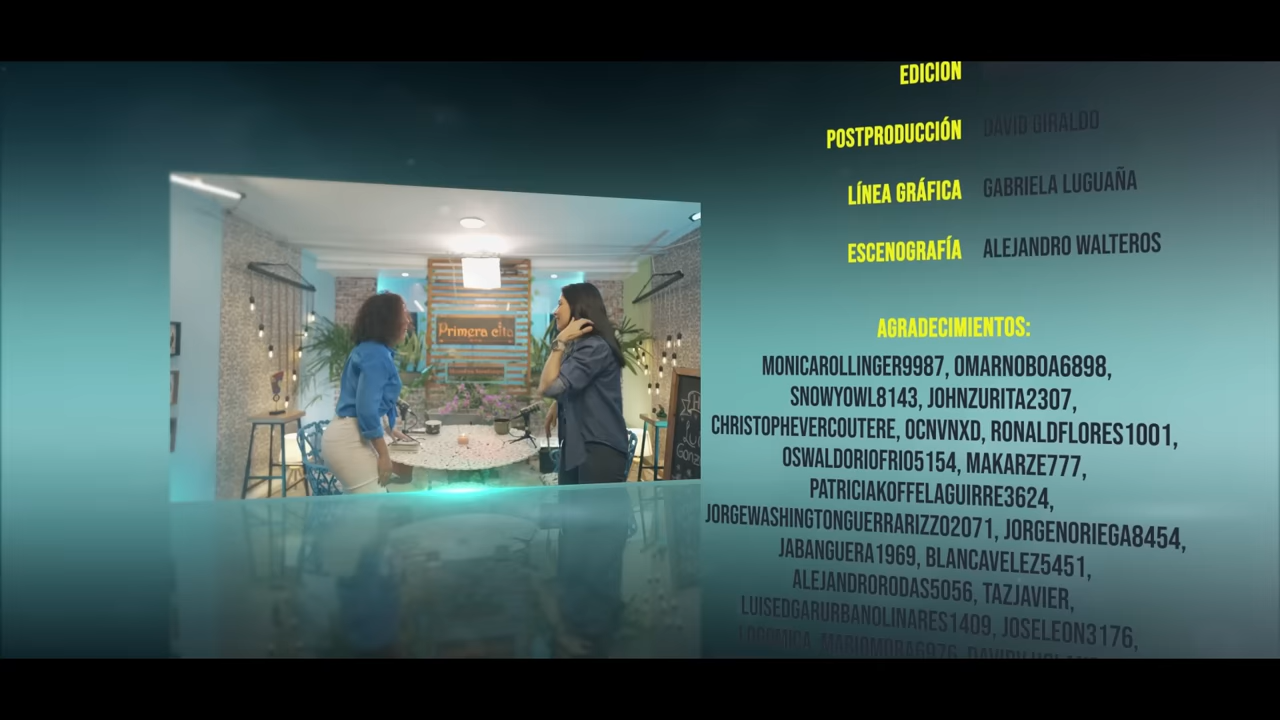 EDICIÓN
POSTPRODUCCIÓN DAVID GIRALDO
LÍNEA GRÁFICA GABRIELA LUGUAÑA
ESCENOGRAFÍA ALEJANDRO WALTEROS
Primera cita
AGRADECIMIENTOS:
MONICAROLLINGER9987, OMARNOBOA6898,
SNOWYOWL8143, JOHNZURITA2307,
CHRISTOPHEVERCOUTERE, OCNVNXD, RONALDFLORES1001,
OSWALDORIOFRIO5154, MAKARZE777,
PATRICIAKOFFELAGUIRRE3624,
JORGEWASHINGTONGUERRARIZZO2071, JORGENORIEGA8454,
JABANGUERA1969, BLANCAVELEZ5451,
ALEJANDRORODAS5056, TAZJAVIER,
LUISEDGARURBANOLINARES1409, JOSELEON3176,